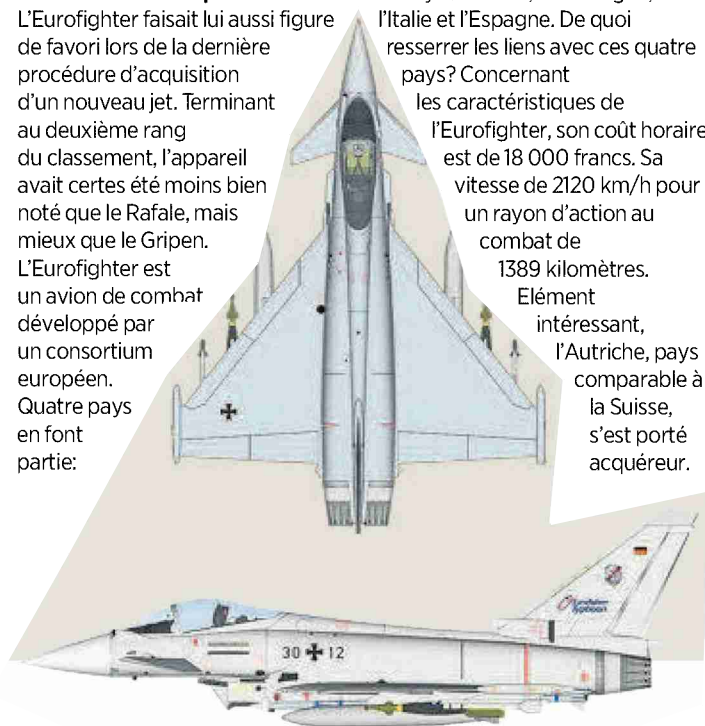 L'Eurofighter faisait lui aussi figure
de favori lors de la dernière
procédure d'acquisition
d'un nouveau jet. Terminant
au deuxième rang
du classement, l'appareil
avait certes été moins bien
noté que le Rafale, mais
mieux que le Gripen.
L'Eurofighter est
un avion de combat
développé par
un consortium
européen.
Quatre pays
en font
partie:
l'Italie et l'Espagne. De quoi
resserrer les liens avec ces quatre
pays? Concernant
les caractéristiques de
l'Eurofighter, son coût horaire
est de 18 000 francs. Sa
vitesse de 2120 km/h pour
un rayon d'action au
combat de
1389 kilomètres.
Elément
intéressant,
l'Autriche, pays
comparable à
la Suisse,
s'est porté
acquéreur.
Eurofighter
Typhoon
30 12